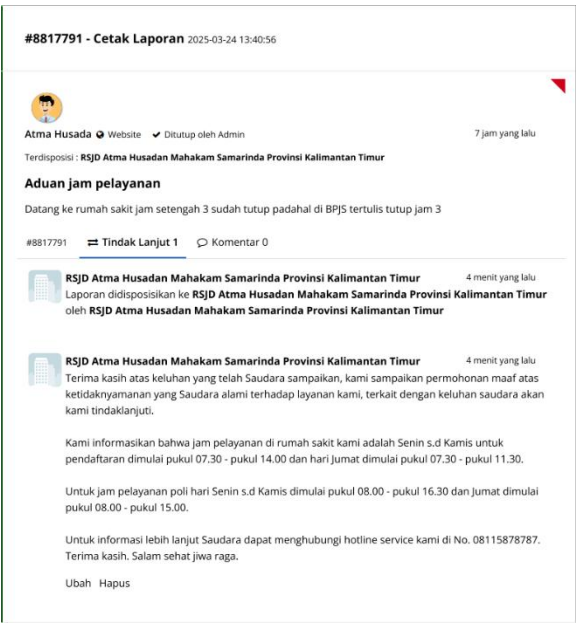 #8817791 - Cetak Laporan 2025-03-24 13:40:56
Atma Husada Website Ditutup oleh Admin 7 jam yang lalu
Terdisposisi : RSJD Atma Husadan Mahakam Samarinda Provinsi Kalimantan Timur
Aduan jam pelayanan
Datang ke rumah sakit jam setengah 3 sudah tutup padahal di BPJS tertulis tutup jam 3
#8817791 Tindak Lanjut 1 Komentar 0
RSJD Atma Husadan Mahakam Samarinda Provinsi Kalimantan Timur 4 menit yang lalu
Laporan didisposisikan ke RSJD Atma Husadan Mahakam Samarinda Provinsi Kalimantan Timur
oleh RSJD Atma Husadan Mahakam Samarinda Provinsi Kalimantan Timur
RSJD Atma Husadan Mahakam Samarinda Provinsi Kalimantan Timur 4 menit yang lalu
Terima kasih atas keluhan yang telah Saudara sampaikan, kami sampaikan permohonan maaf atas
ketidaknyamanan yang Saudara alami terhadap layanan kami, terkait dengan keluhan saudara akan
kami tindaklanjuti.
Kami informasikan bahwa jam pelayanan di rumah sakit kami adalah Senin s.d Kamis untuk
pendaftaran dimulai pukul 07.30 - pukul 14.00 dan hari Jumat dimulai pukul 07.30 - pukul 11.30.
Untuk jam pelayanan poli hari Senin s.d Kamis dimulai pukul 08.00 - pukul 16.30 dan Jumat dimulai
pukul 08.00 - pukul 15.00.
Untuk informasi lebih lanjut Saudara dapat menghubungi hotline service kami di No. 08115878787.
Terima kasih. Salam sehat jiwa raga.
Ubah Hapus